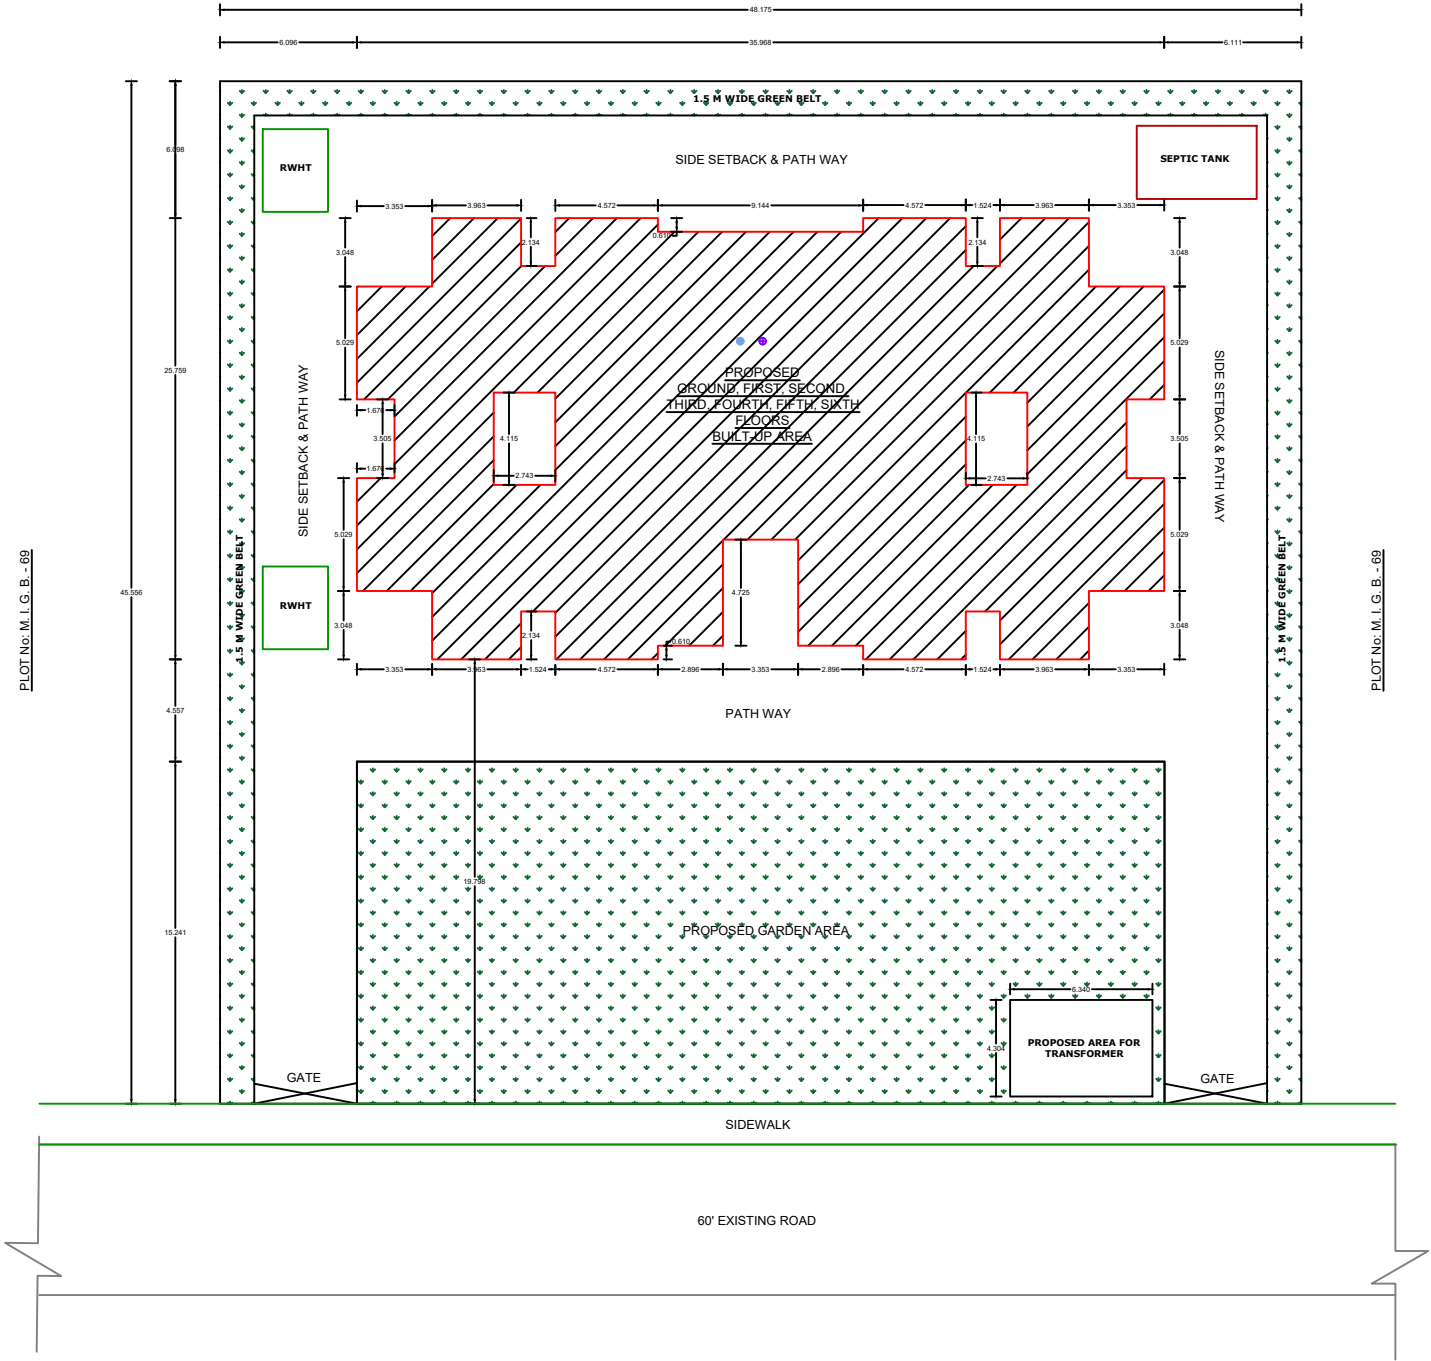 48.175
6.096
35.968
6.111
1.5 M WIDE GREEN BELT
6.098
RWHT
SIDE SETBACK & PATH WAY
SEPTIC TANK
3.353
3.963
4.572
9.144
4.572
1.524
3.963
3.353
3.048
2.134
0.610
2.134
3.048
5.029
5.029
25.759
SIDE SETBACK & PATH WAY
PROPOSED
GROUND, FIRST, SECOND,
THIRD, FOURTH, FIFTH, SIXTH
FLOORS
BUILT-UP AREA
SIDE SETBACK & PATH WAY
1.676
3.505
4.115
4.115
3.505
1.676
2.743
2.743
5.029
5.029
1.5 M WIDE GREEN BELT
1.5 M WIDE GREEN BELT
PLOT No: M. I. G. B. - 69
PLOT No: M. I. G. B. - 69
45.556
RWHT
4.725
3.048
2.134
0.610
3.048
3.353
3.963
1.524
4.572
2.896
3.353
2.896
4.572
1.524
3.963
3.353
4.557
PATH WAY
19.798
15.241
PROPOSED GARDEN AREA
6.340
4.304
PROPOSED AREA FOR
TRANSFORMER
GATE
GATE
SIDEWALK
60' EXISTING ROAD